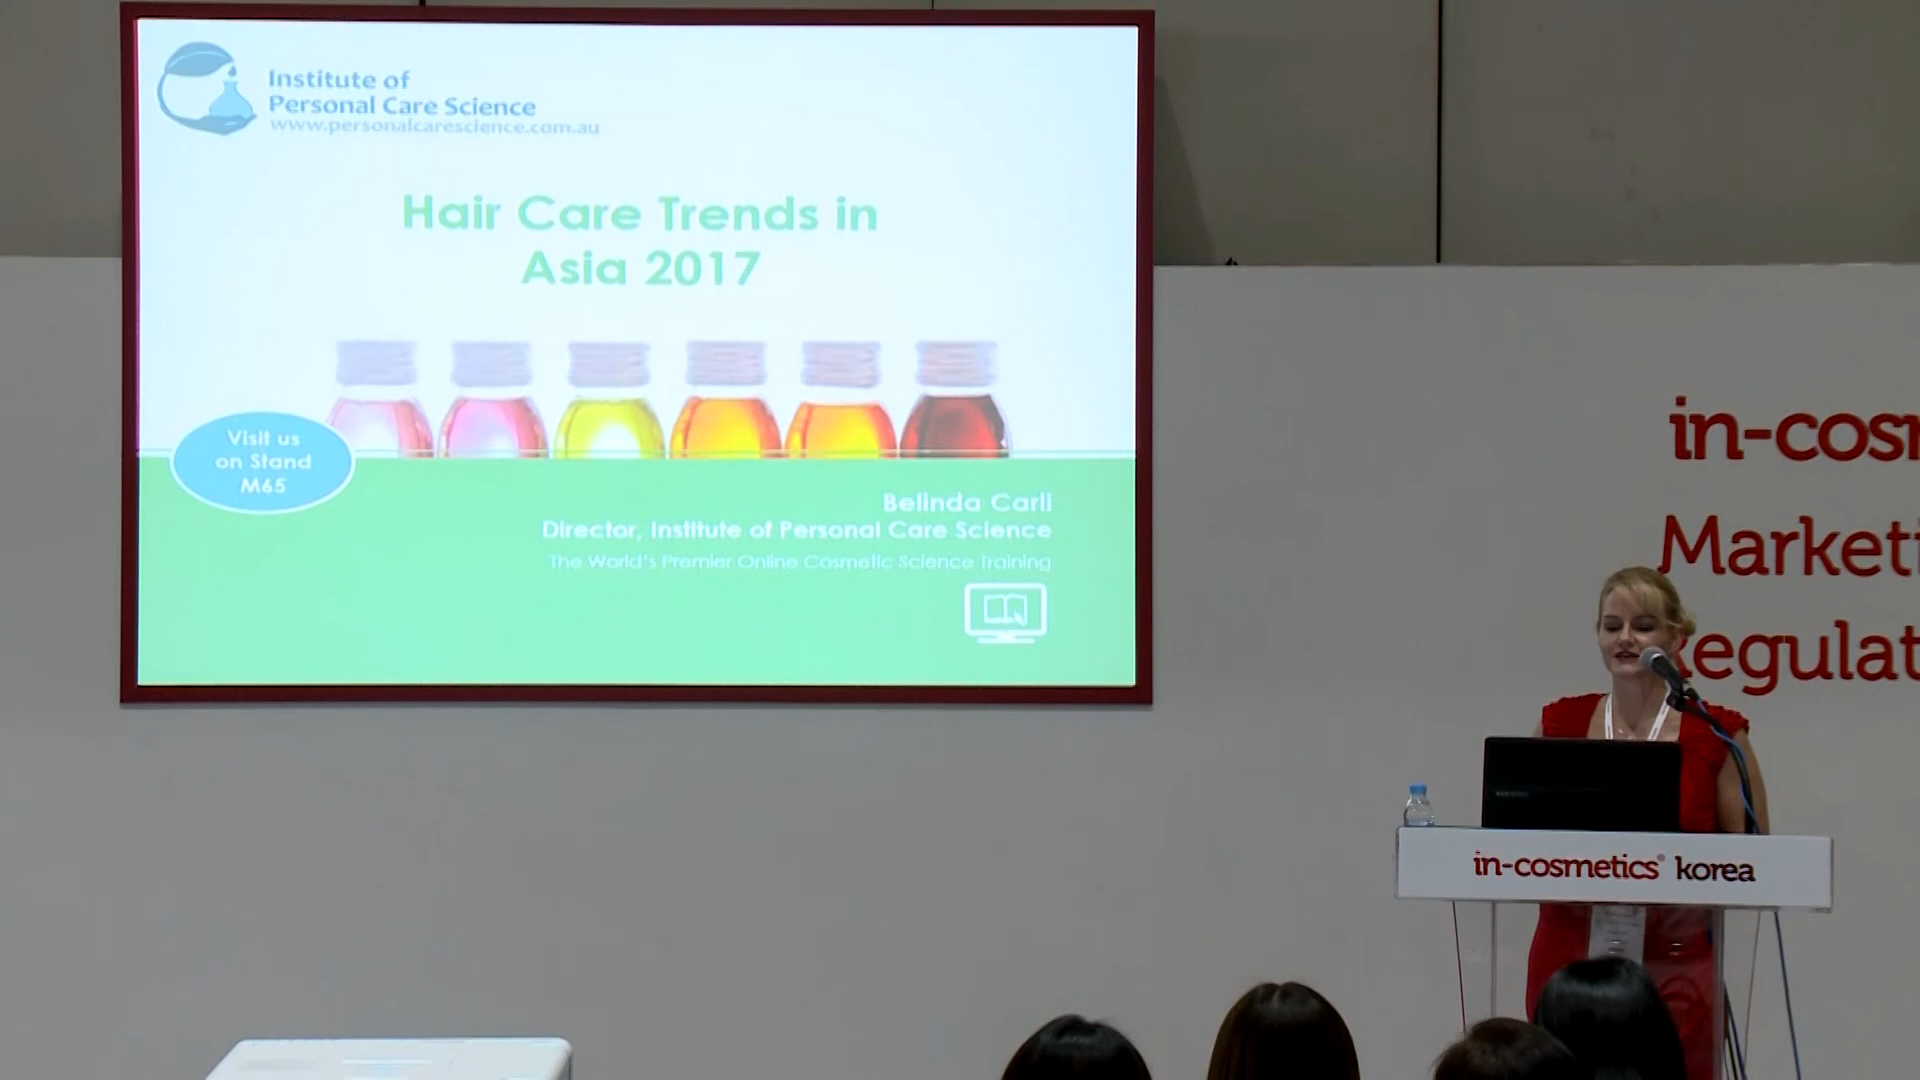 Institute of
Personal Care Science
www.personalcarescience.com.au
Hair Care Trends in
Asia 2017
Visit us
on Stand
M65
Belinda Carli
Director, Institute of Personal Care Science
The World's Premier Online Cosmetic Science Training
in-cosm
Marketi
Regulat
in-cosmetics® korea